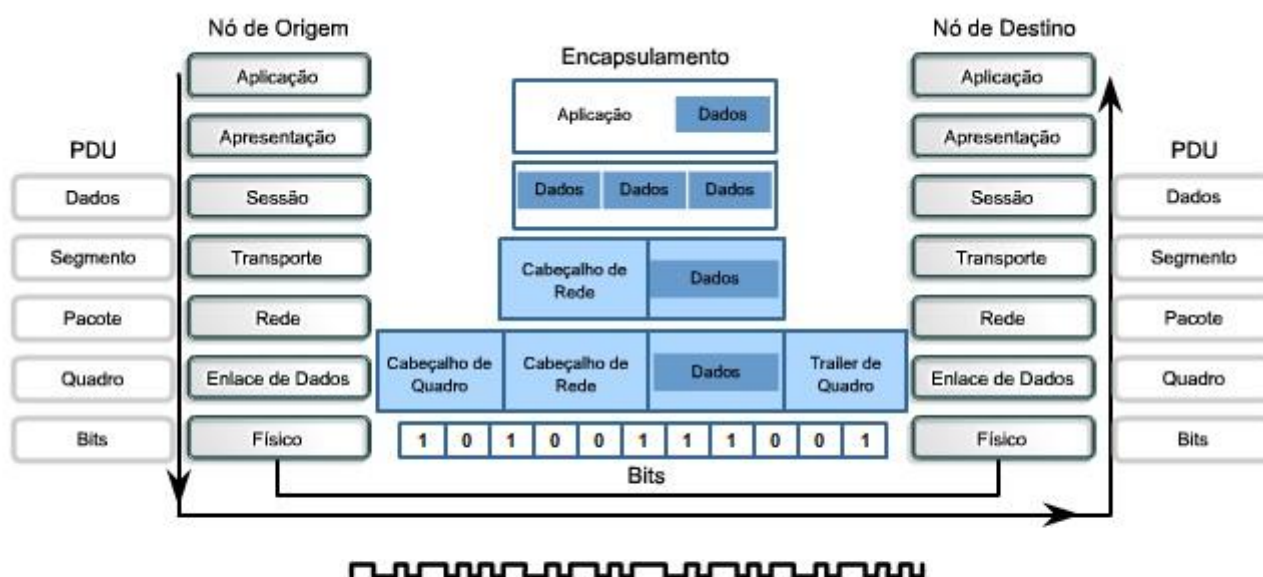 Nó de Origem
Nó de Destino
Encapsulamento
PDU
PDU
Aplicação
Aplicação
Dados
Aplicação
Apresentação
Apresentação
Dados
Sessão
Dados
Dados
Dados
Sessão
Dados
Segmento
Transporte
Cabeçalho de
Rede
Dados
Transporte
Segmento
Pacote
Rede
Rede
Pacote
Quadro
Enlace de Dados
Cabeçalho de
Quadro
Cabeçalho de
Rede
Dados
Trailer de
Quadro
Enlace de Dados
Quadro
Bits
Físico
1 0 1 0 0 1 1 1 0 0 1
Físico
Bits
Bits